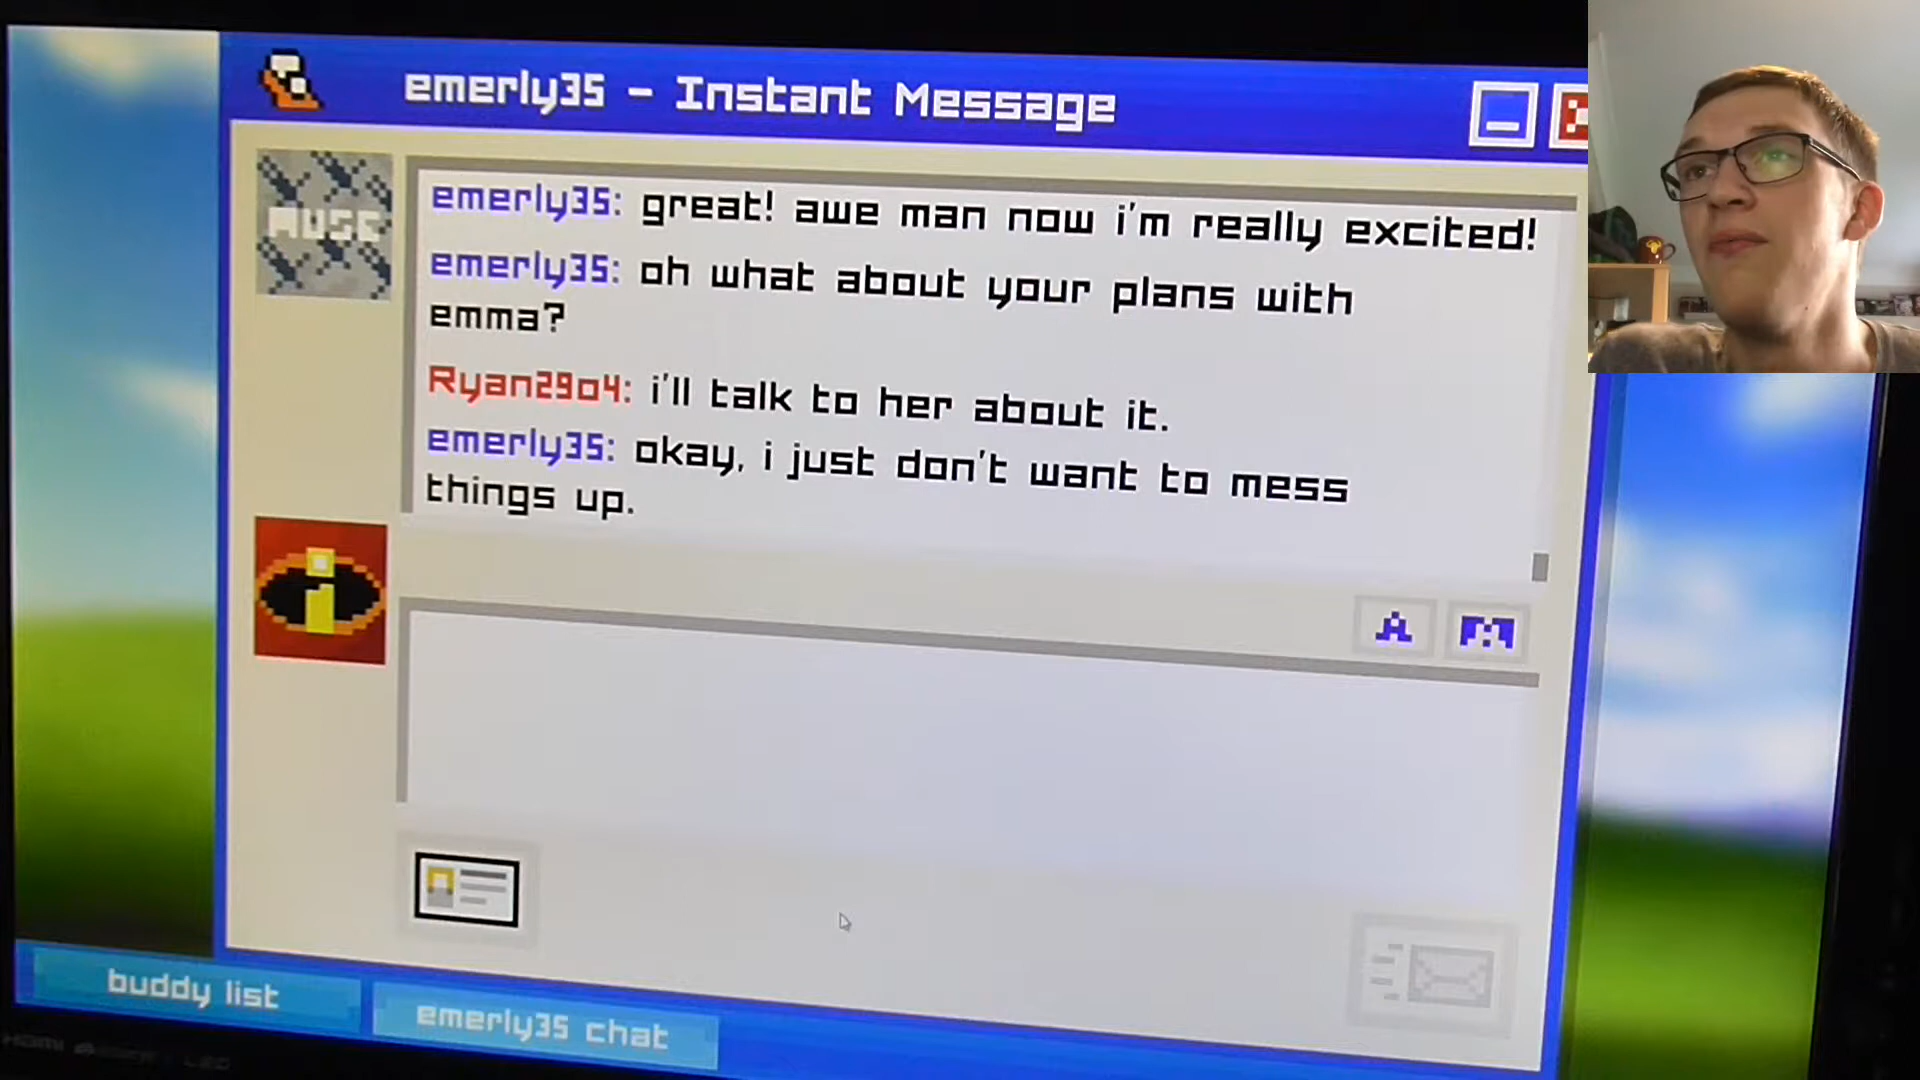 emerly35 - Instant Message
MUSE
emerly35: great! awe man now i'm really excited!
emerly35: oh what about your plans with
emma?
Ryan2904: i'll talk to her about it.
emerly35: okay, i just don't want to mess
things up.
i
A
buddy list
emerly35 chat